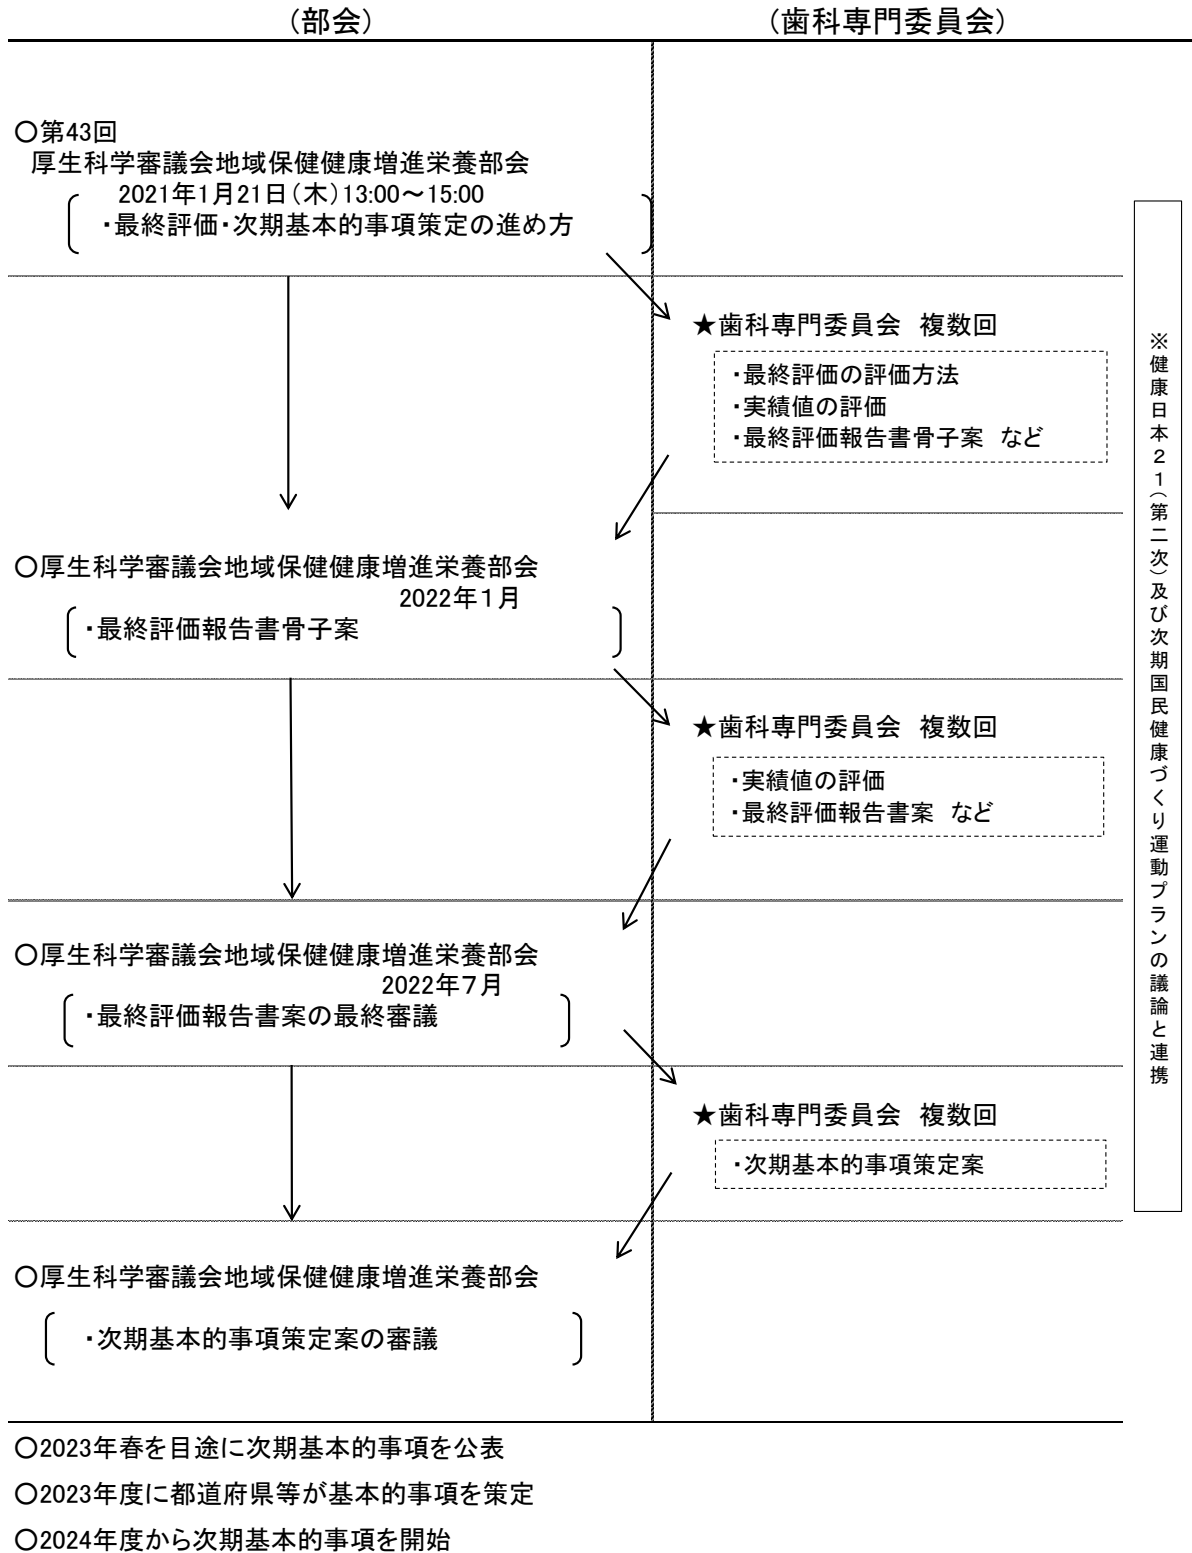 （部会）
（歯科専門委員会）
○第43回
厚生科学審議会地域保健健康増進栄養部会
2021年1月21日（木）13:00～15:00
・最終評価・次期基本的事項策定の進め方
★歯科専門委員会　複数回
・最終評価の評価方法
・実績値の評価
・最終評価報告書骨子案　など
○厚生科学審議会地域保健健康増進栄養部会
2022年１月
・最終評価報告書骨子案
★歯科専門委員会　複数回
・実績値の評価
・最終評価報告書案　など
○厚生科学審議会地域保健健康増進栄養部会
2022年７月
・最終評価報告書案の最終審議
★歯科専門委員会　複数回
・次期基本的事項策定案
○厚生科学審議会地域保健健康増進栄養部会
・次期基本的事項策定案の審議
※健康日本２１（第二次）及び次期国民健康づくり運動プランの議論と連携
○2023年春を目途に次期基本的事項を公表
○2023年度に都道府県等が基本的事項を策定
○2024年度から次期基本的事項を開始